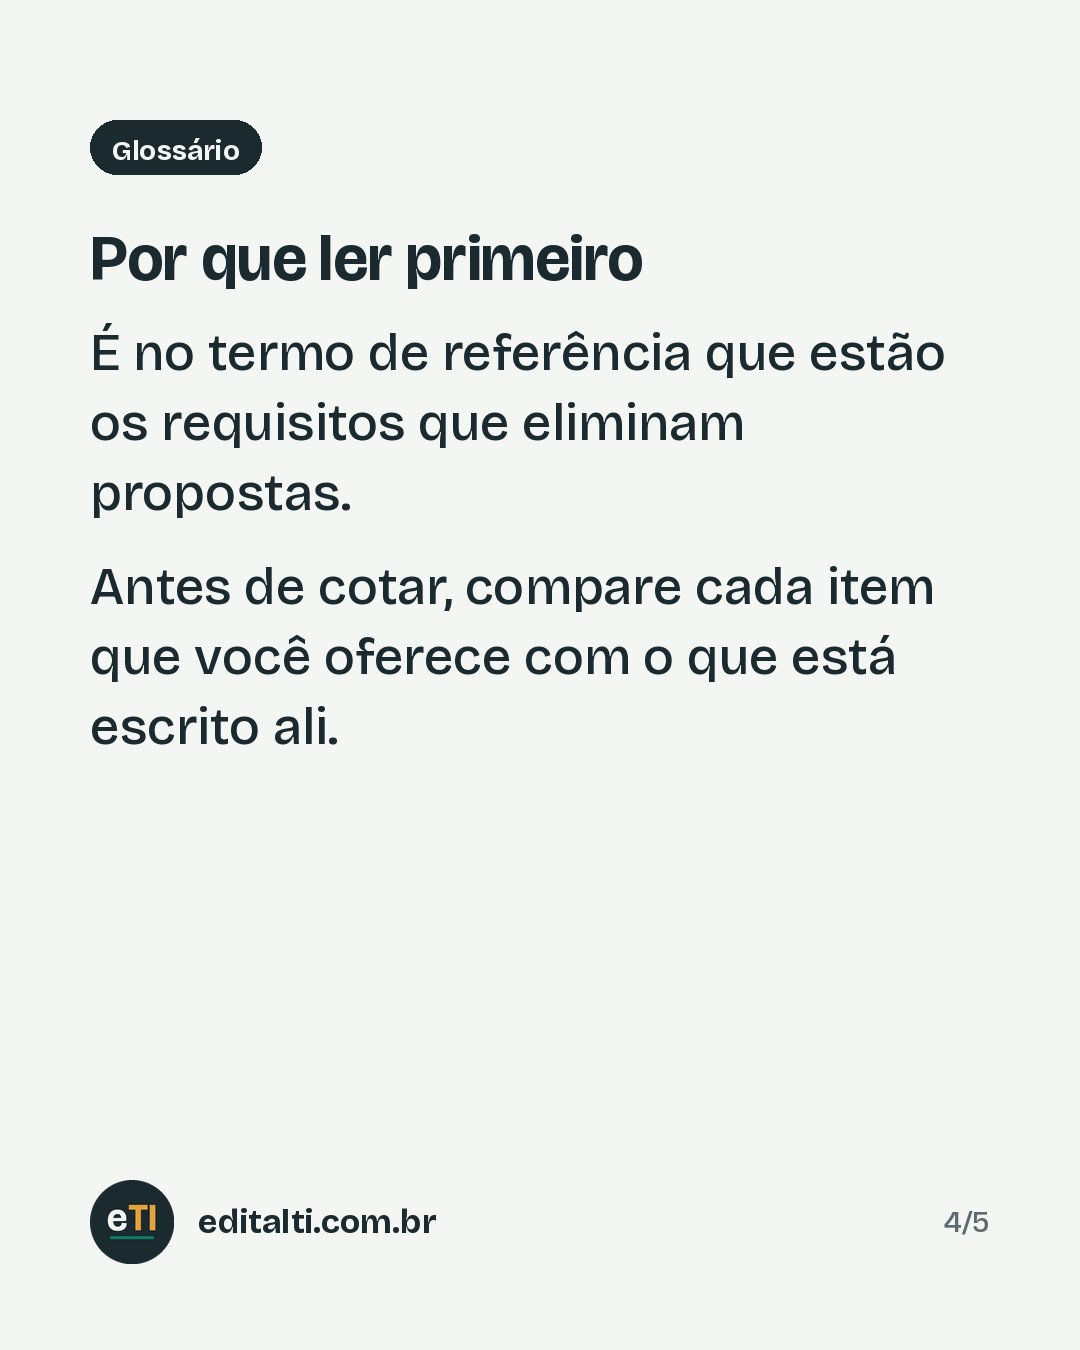 Glossário
Por que ler primeiro
É no termo de referência que estão
os requisitos que eliminam
propostas.
Antes de cotar, compare cada item
que você oferece com o que está
escrito ali.
eTI
editalti.com.br
4/5